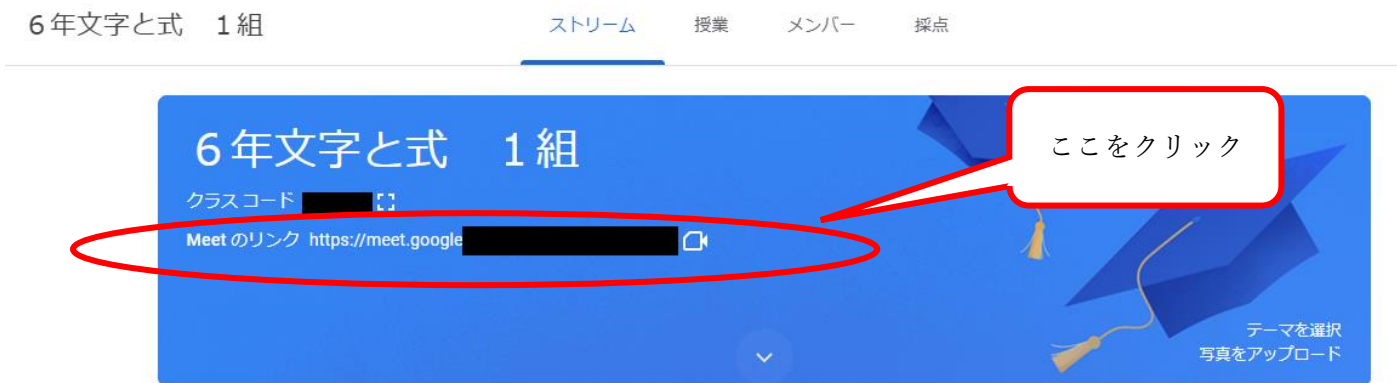 ６年文字と式　１組
ストリーム　授業　メンバー　採点
６年文字と式　１組
ここをクリック
クラス コード
Meet のリンク https://meet.google
テーマを選択
写真をアップロード